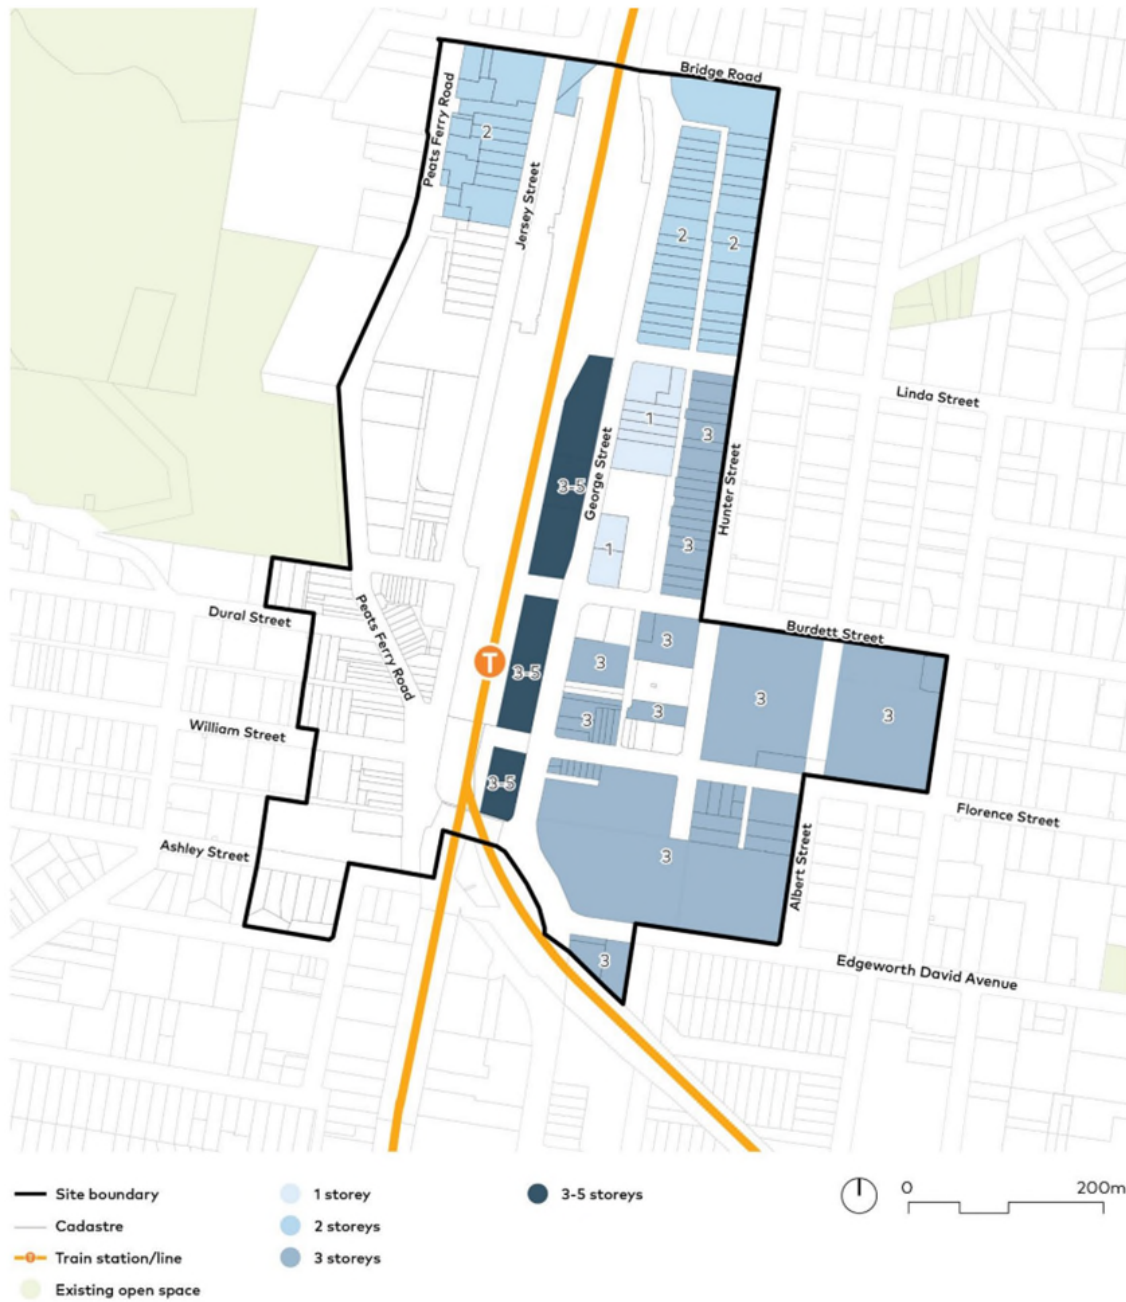 Bridge Road
Peats Ferry Road
2
Jersey Street
2
2
Linda Street
1
3
George Street
Hunter Street
3-5
3
1
Dural Street
Peats Ferry Road
Burdett Street
T
3
3
3-5
3
3
3
3
William Street
3-5
Florence Street
Ashley Street
3
Albert Street
3
Edgeworth David Avenue
Site boundary
1 storey
3-5 storeys
0
200m
Cadastre
2 storeys
T
Train station/line
3 storeys
Existing open space